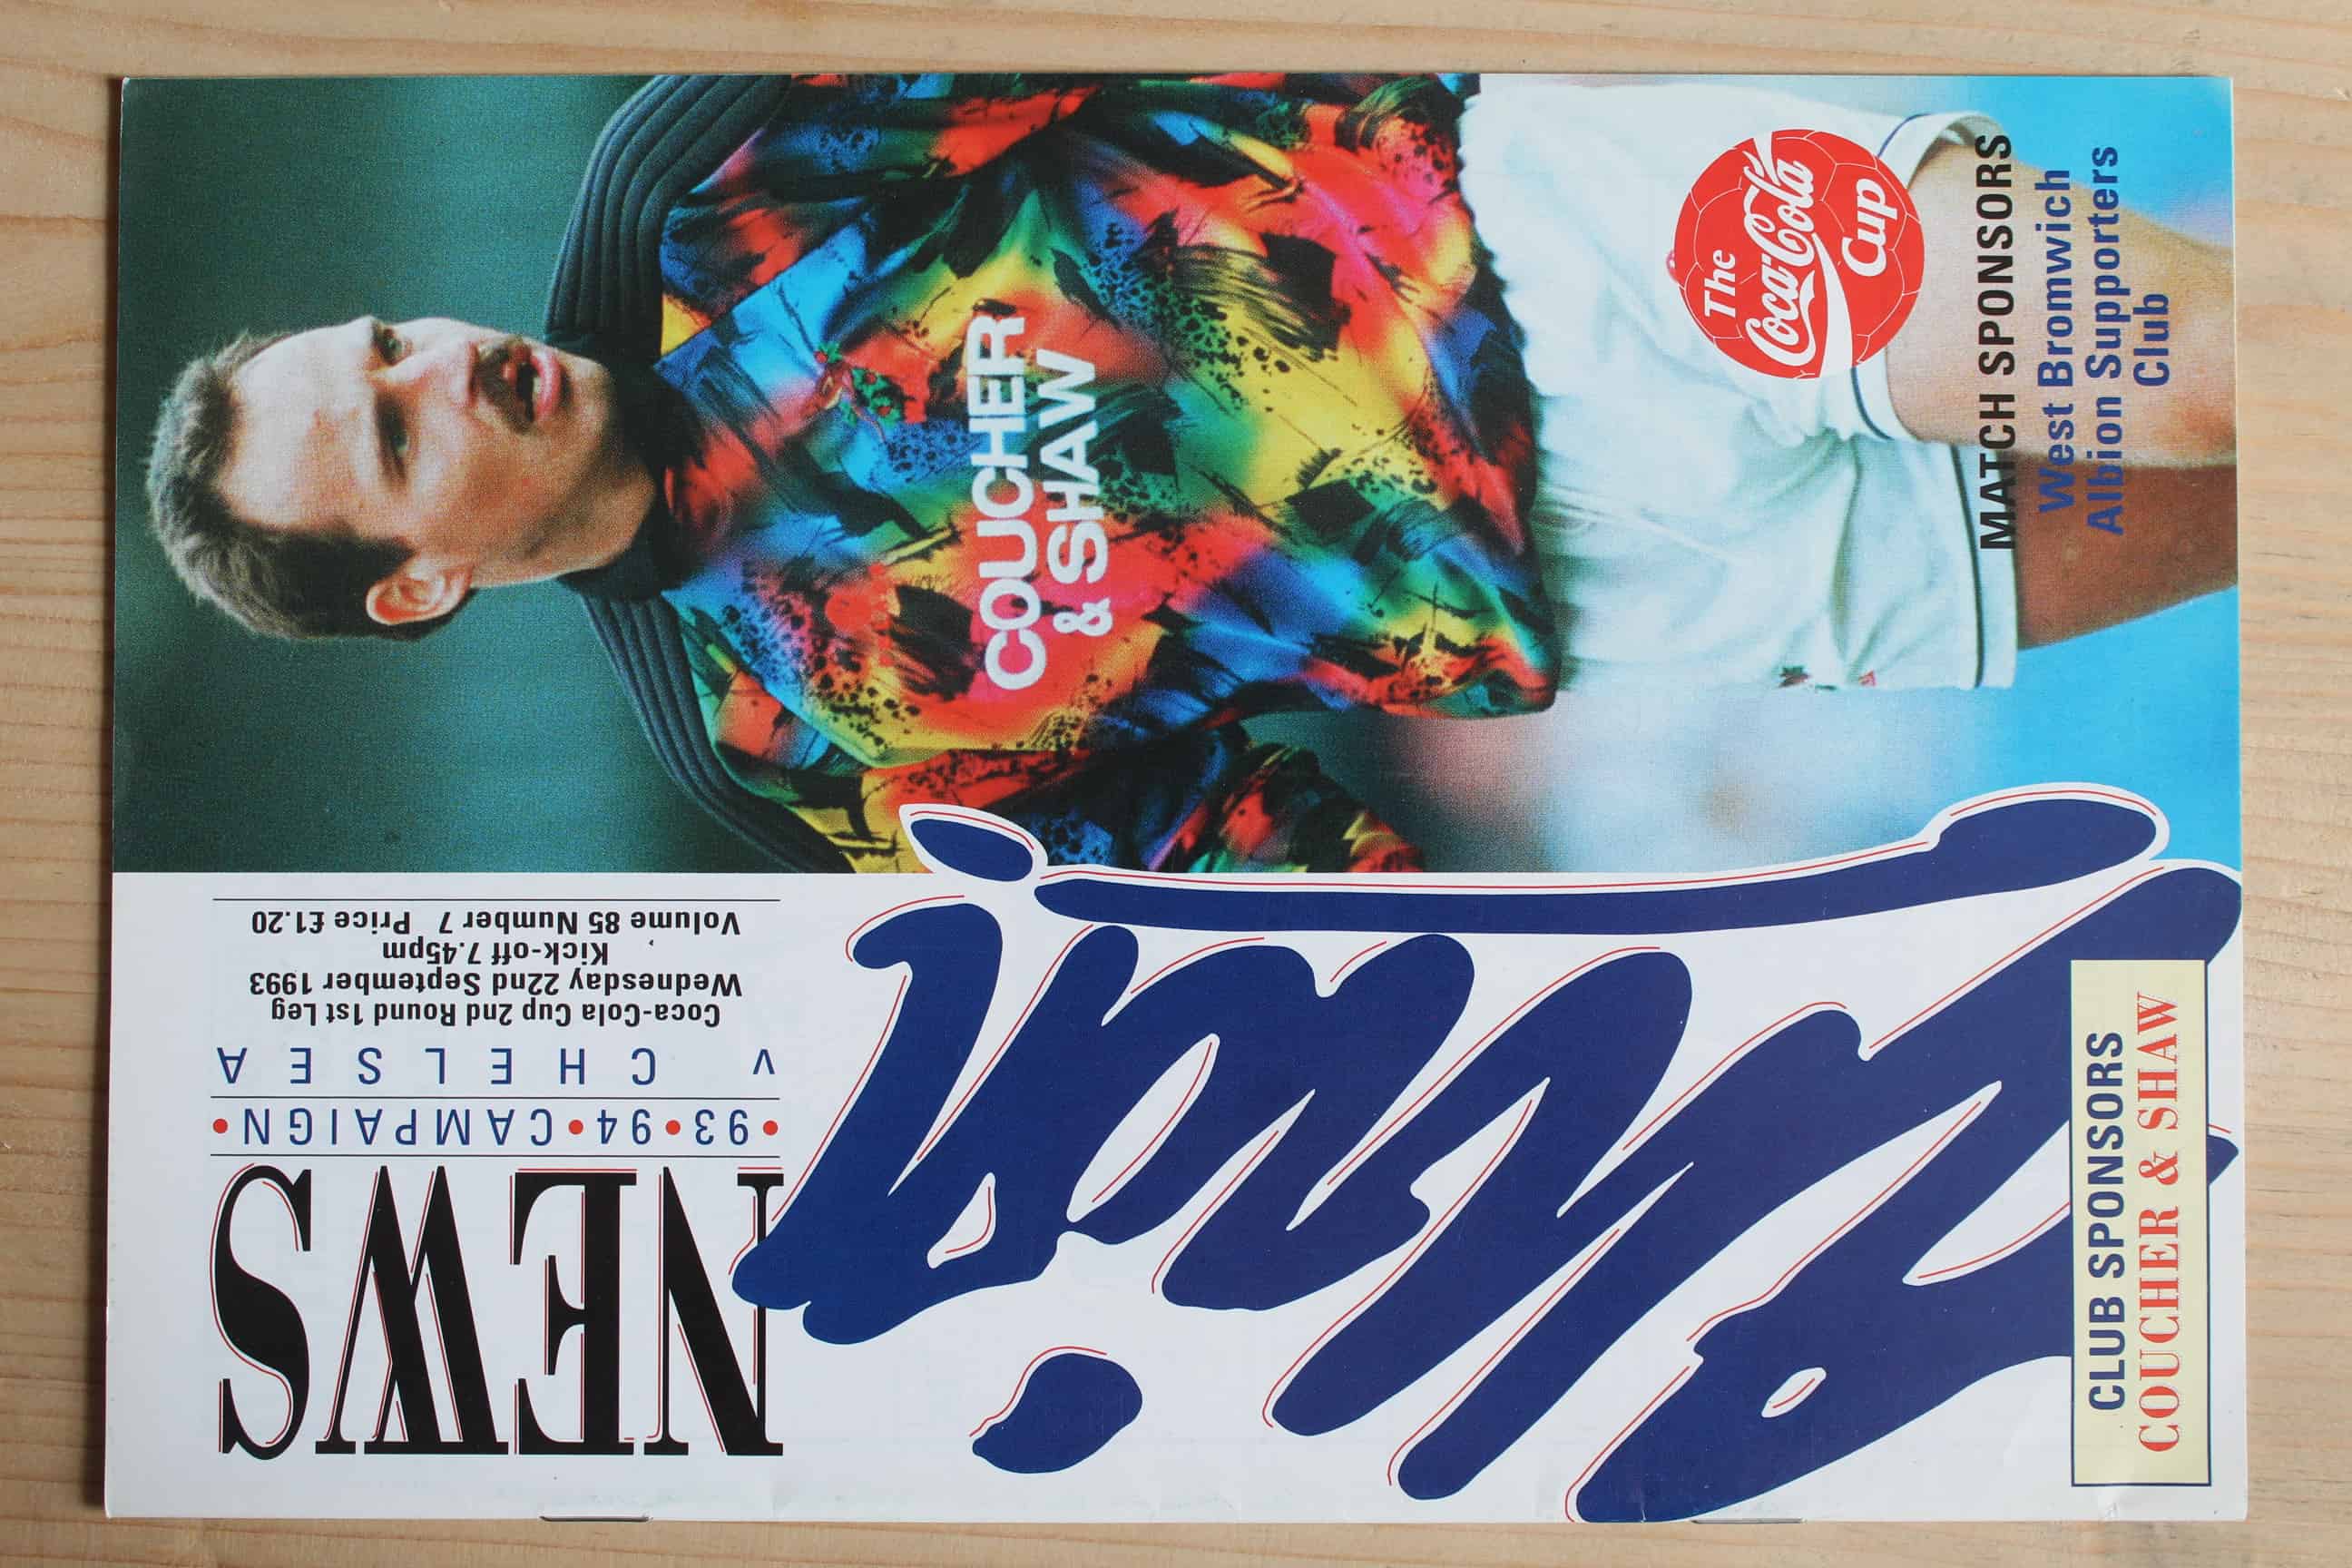 Albion
NEWS
•93•94•CAMPAIGN•
v CHELSEA
Coca-Cola Cup 2nd Round 1st Leg
Wednesday 22nd September 1993
Kick-off 7.45pm
Volume 85 Number 7 Price £1.20
COUCHER
& SHAW
The
Coca-Cola
Cup
MATCH SPONSORS
West Bromwich
Albion Supporters
Club
CLUB SPONSORS
COUCHER & SHAW